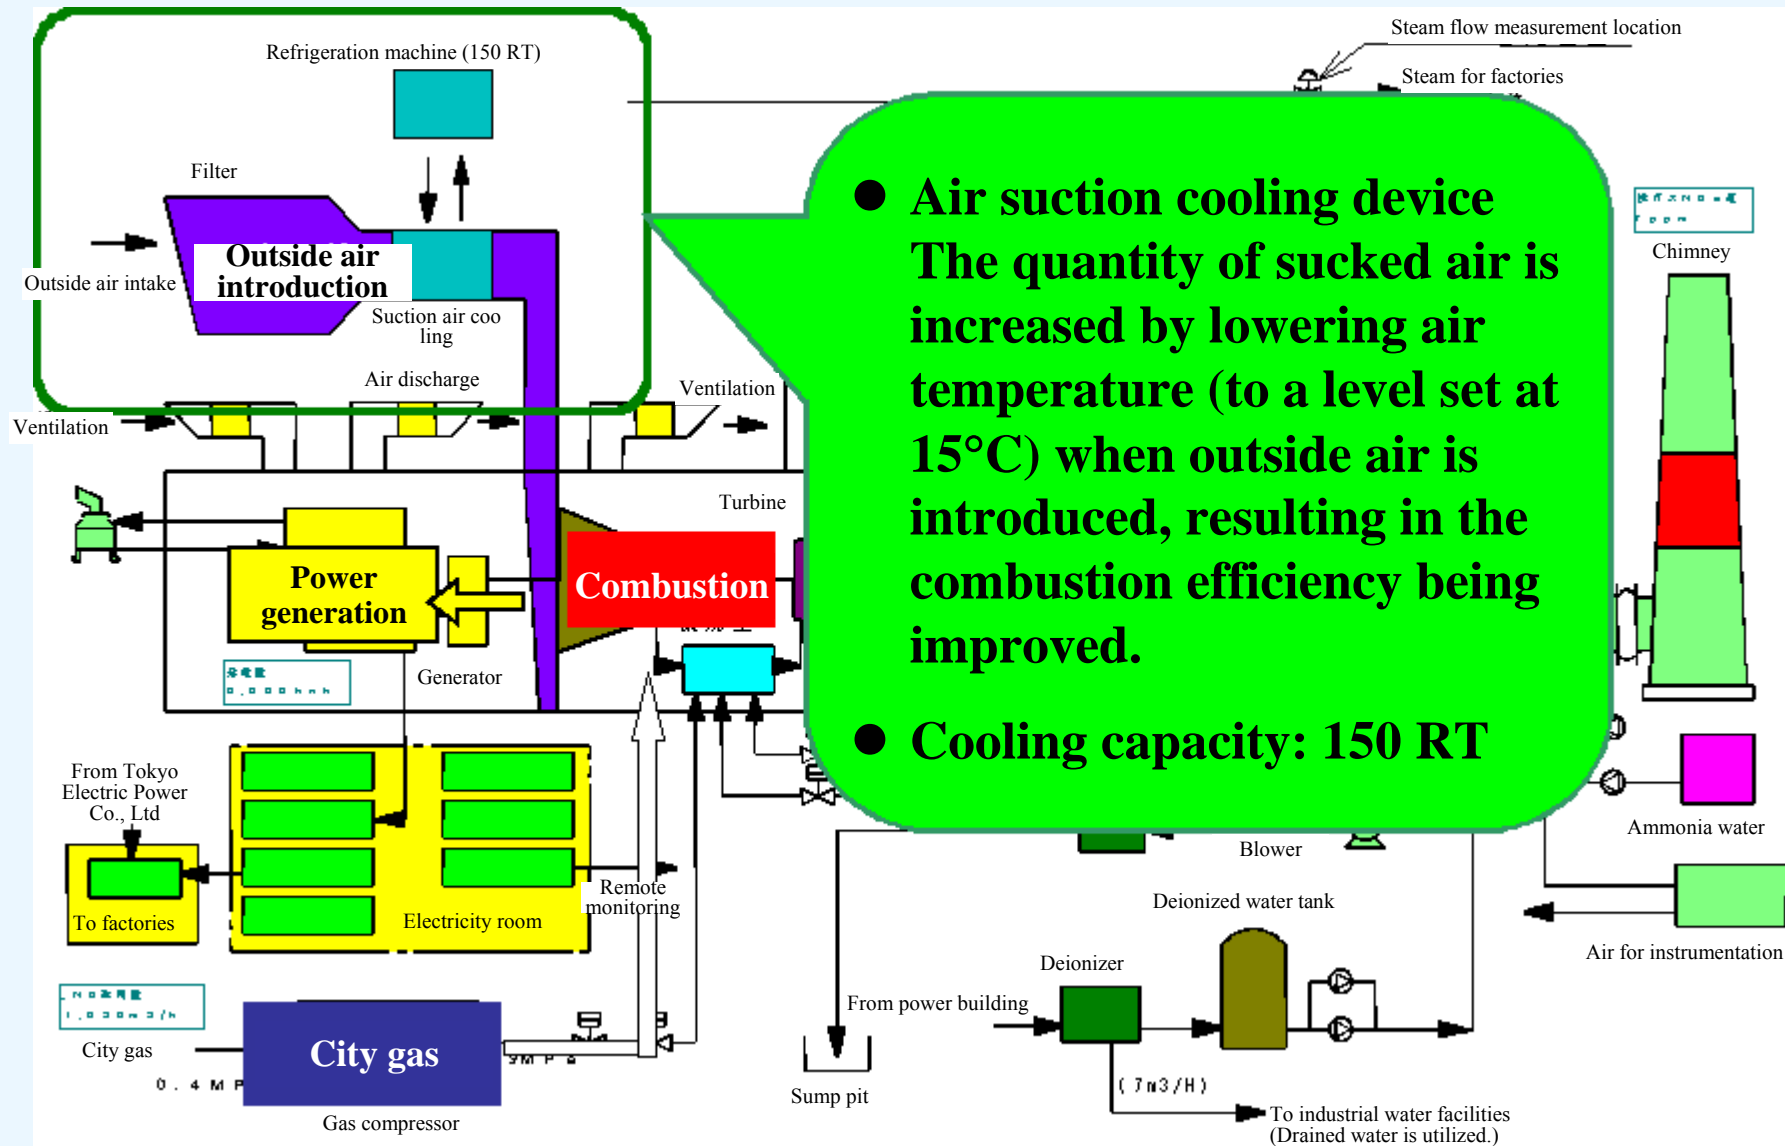 Steam flow measurement location
Refrigeration machine (150 RT)
Steam for factories
Filter
Outside air
introduction
Outside air intake
Suction air coo
ling
Air discharge
Ventilation
Ventilation
● Air suction cooling device
The quantity of sucked air is
increased by lowering air
temperature (to a level set at
15°C) when outside air is
introduced, resulting in the
combustion efficiency being
improved.
● Cooling capacity: 150 RT
Chimney
Turbine
Power
generation
Combustion
Generator
From Tokyo
Electric Power
Co., Ltd
To factories
Electricity room
Remote
monitoring
Blower
Ammonia water
Deionized water tank
Air for instrumentation
Deionizer
From power building
City gas
City gas
0.4MP
Gas compressor
Sump pit
(7m3/H)
To industrial water facilities
(Drained water is utilized.)